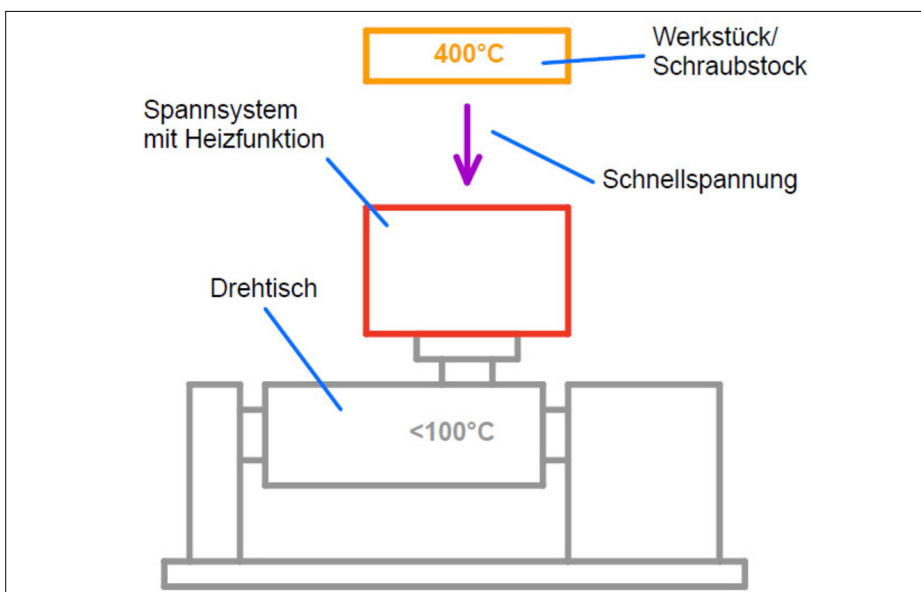 400°C
Werkstück/
Schraubstock
Spannsystem
mit Heizfunktion
Schnellspannung
Drehtisch
<100°C